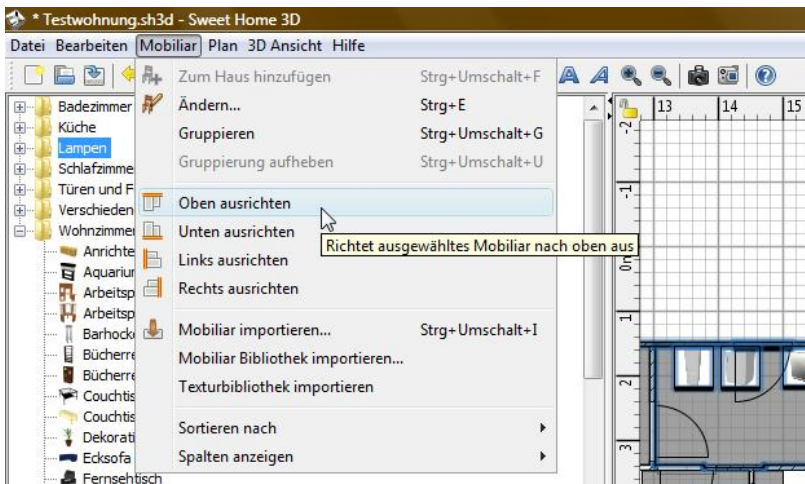 * Testwohnung.sh3d - Sweet Home 3D
Datei Bearbeiten Mobiliar Plan 3D Ansicht Hilfe
Zum Haus hinzufügen Strg+Umschalt+F
Ändern... Strg+E
Gruppieren Strg+Umschalt+G
Gruppierung aufheben Strg+Umschalt+U
Oben ausrichten
Unten ausrichten
Links ausrichten
Rechts ausrichten
Richtet ausgewähltes Mobiliar nach oben aus
Mobiliar importieren... Strg+Umschalt+I
Mobiliar Bibliothek importieren...
Texturbibliothek importieren
Sortieren nach
Spalten anzeigen
Badezimmer
Küche
Lampen
Schlafzimme
Türen und F
Verschieden
Wohnzimmer
Anrichte
Aquariur
Arbeitsp
Arbeitsp
Barhock
Bücherre
Bücherre
Couchtis
Couchtis
Dekorati
Ecksofa
Fernsehtisch
13 14 15
-2
-1
0m
1
2
3